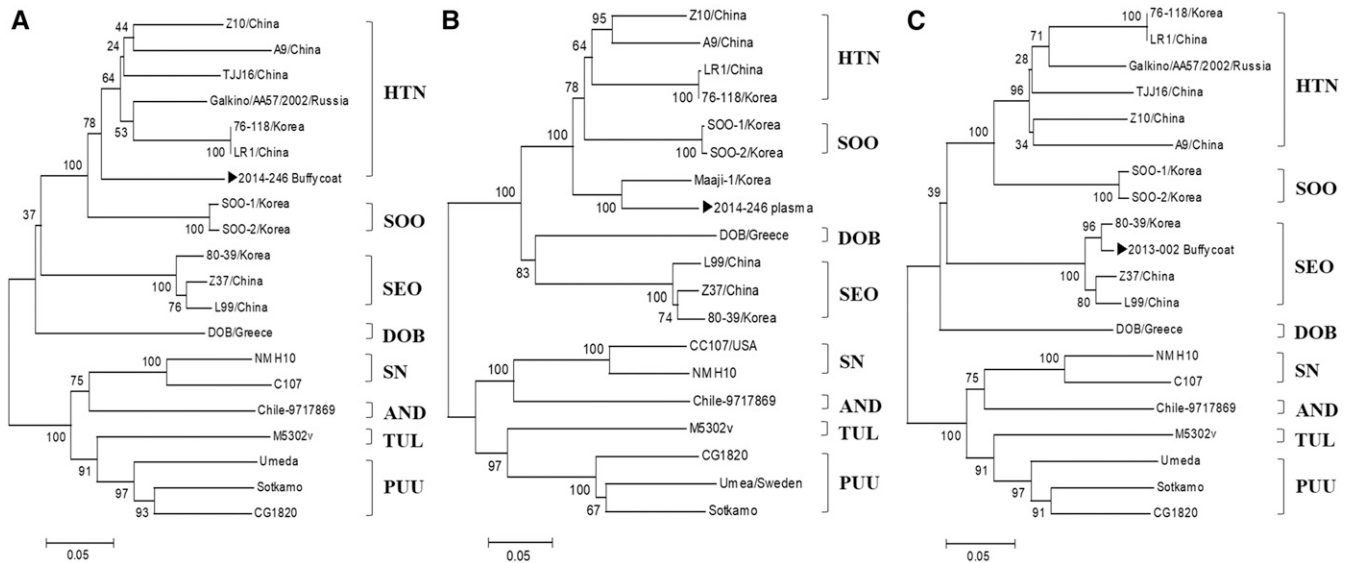 A
44
Z10/China
24
A9/China
64
TJJ16/China
Galkino/AA57/2002/Russia
HTN
78
53
76-118/Korea
100
LR1/China
100
2014-246 Buffycoat
37
SOO-1/Korea
SOO
100
SOO-2/Korea
80-39/Korea
100
Z37/China
SEO
76
L99/China
DOB/Greece
DOB
100
NMH10
SN
75
C107
Chile-9717869
AND
100
M5302v
TUL
91
Umeda
97
Sotkamo
PUU
93
CG1820
0.05
B
95
Z10/China
64
A9/China
HTN
78
LR1/China
100
76-118/Korea
100
SOO-1/Korea
SOO
100
SOO-2/Korea
Maaji-1/Korea
100
2014-246 plasma
DOB/Greece
DOB
83
L99/China
100
Z37/China
SEO
74
80-39/Korea
100
CC107/USA
SN
100
NMH10
Chile-9717869
AND
M5302v
TUL
97
CG1820
100
Umea/Sweden
PUU
67
Sotkamo
0.05
C
100
76-118/Korea
71
LR1/China
28
Galkino/AA57/2002/Russia
HTN
96
TJJ16/China
100
Z10/China
34
A9/China
SOO-1/Korea
SOO
100
SOO-2/Korea
39
96
80-39/Korea
2013-002 Buffycoat
SEO
100
Z37/China
80
L99/China
DOB/Greece
DOB
100
NMH10
SN
75
C107
Chile-9717869
AND
100
M5302v
TUL
91
Umeda
97
Sotkamo
PUU
91
CG1820
0.05